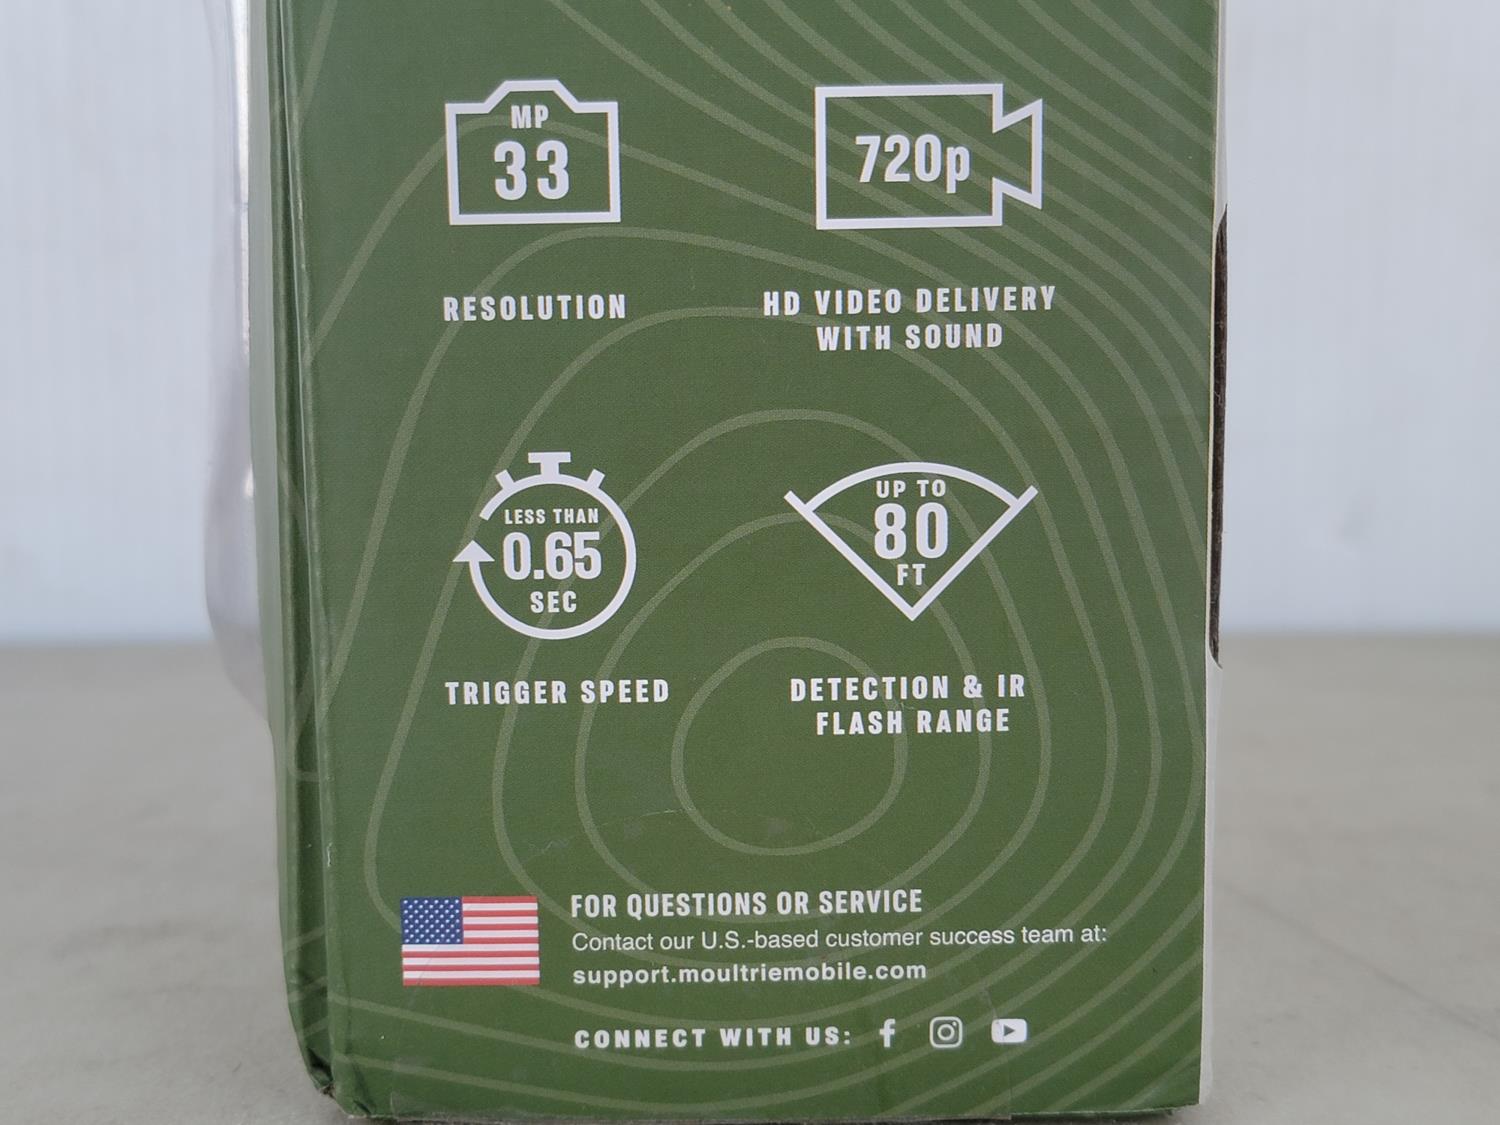 MP
33
RESOLUTION
720p
HD VIDEO DELIVERY
WITH SOUND
LESS THAN
0.65
SEC
TRIGGER SPEED
UP TO
80
FT
DETECTION & IR
FLASH RANGE
FOR QUESTIONS OR SERVICE
Contact our U.S.-based customer success team at:
support.moultriemobile.com
CONNECT WITH US: